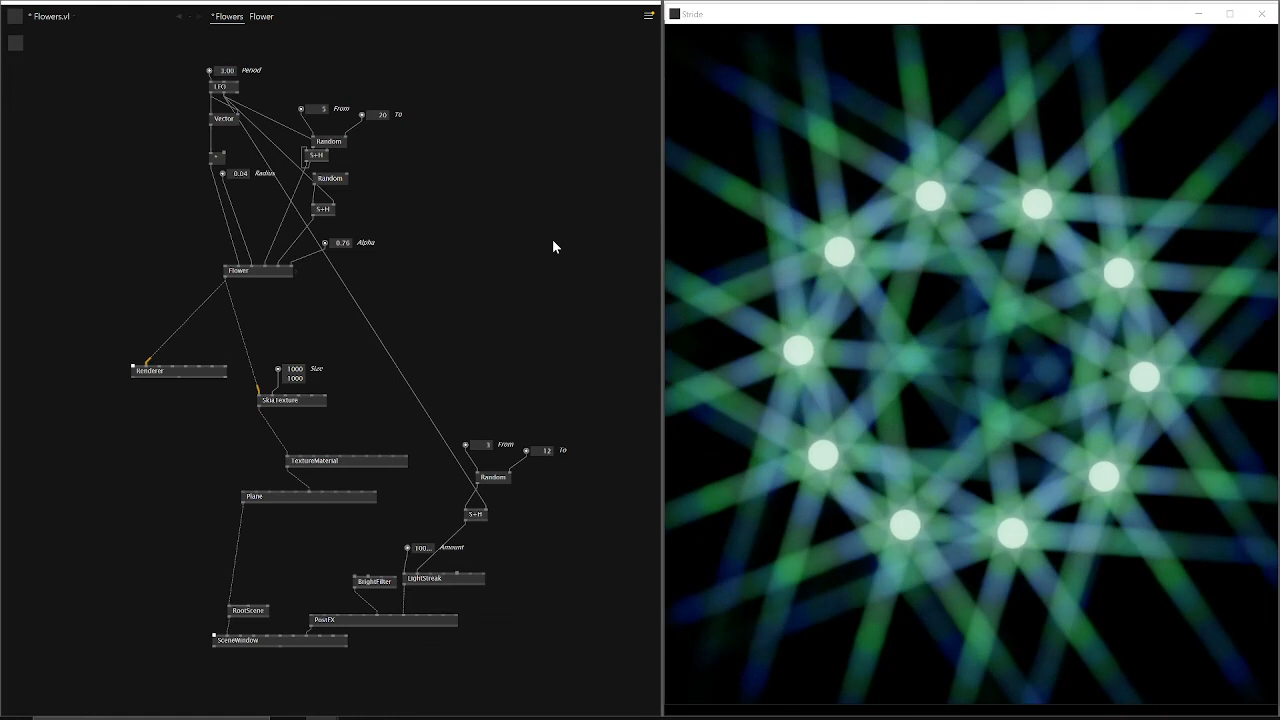 * Flowers.vl
*Flowers
Flower
Stride
3.00 Period
LFO
5 From
20 To
Vector
Random
S+H
*
0.04 Radius
Random
S+H
0.76 Alpha
Flower
Renderer
1000 Size
1000
SkiaTexture
3 From
12 To
TextureMaterial
Random
Plane
S+H
100... Amount
BrightFilter
LightStreak
RootScene
PostFX
SceneWindow